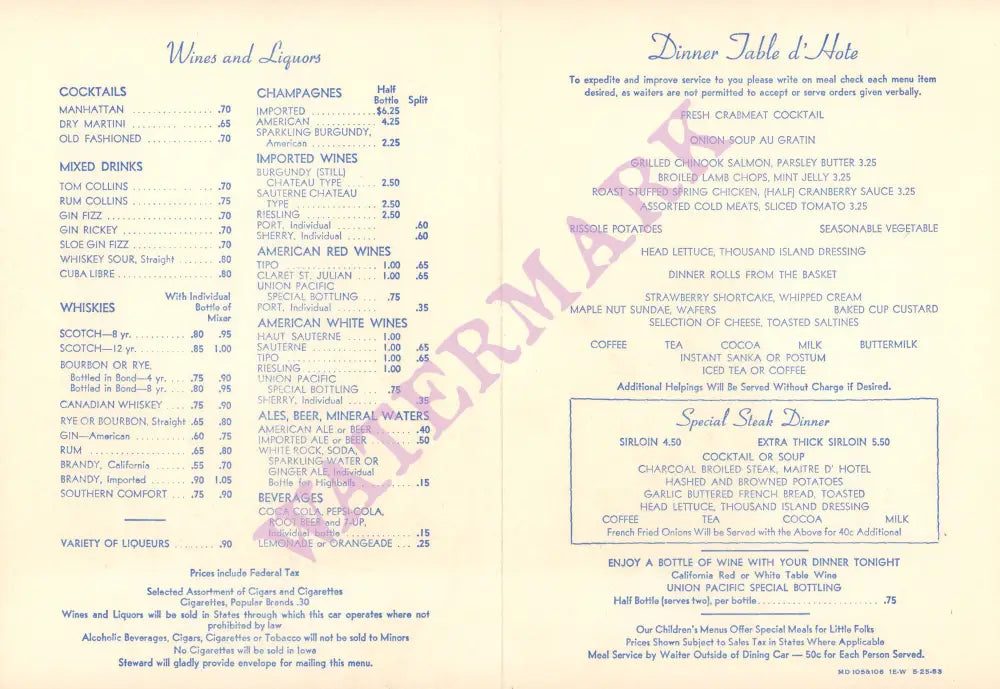 Wines and Liquors
COCKTAILS
MANHATTAN .70
DRY MARTINI .65
OLD FASHIONED .70
MIXED DRINKS
TOM COLLINS .70
RUM COLLINS .75
GIN FIZZ .70
GIN RICKEY .70
SLOE GIN FIZZ .70
WHISKEY SOUR, Straight .80
CUBA LIBRE .80
WHISKIES
With Individual
Bottle of
Mixer
SCOTCH—8 yr. .80 .95
SCOTCH—12 yr. .85 1.00
BOURBON OR RYE,
Bottled in Bond—4 yr. .75 .90
Bottled in Bond—8 yr. .80 .95
CANADIAN WHISKEY .75 .90
RYE OR BOURBON, Straight .65 .80
GIN—American .60 .75
RUM .65 .80
BRANDY, California .55 .70
BRANDY, Imported .90 1.05
SOUTHERN COMFORT .75 .90
VARIETY OF LIQUEURS .90
CHAMPAGNES
Half
Bottle Split
IMPORTED $6.25
AMERICAN 4.25
SPARKLING BURGUNDY,
American 2.25
IMPORTED WINES
BURGUNDY (STILL)
CHATEAU TYPE 2.50
SAUTERNE CHATEAU
TYPE 2.50
RIESLING 2.50
PORT, Individual .60
SHERRY, Individual .60
AMERICAN RED WINES
TIPO 1.00 .65
CLARET ST. JULIAN 1.00 .65
UNION PACIFIC
SPECIAL BOTTLING .75
PORT, Individual .35
AMERICAN WHITE WINES
HAUT SAUTERNE 1.00
SAUTERNE 1.00 .65
TIPO 1.00 .65
RIESLING 1.00
UNION PACIFIC
SPECIAL BOTTLING .75
SHERRY, Individual .35
ALES, BEER, MINERAL WATERS
AMERICAN ALE or BEER .40
IMPORTED ALE or BEER .50
WHITE ROCK, SODA,
SPARKLING WATER OR
GINGER ALE, Individual
Bottle for Highballs .15
BEVERAGES
COCA-COLA, PEPSI-COLA,
ROOT BEER and 7-UP,
Individual bottle .15
LEMONADE or ORANGEADE .25
Prices include Federal Tax
Selected Assortment of Cigars and Cigarettes
Cigarettes, Popular Brands .30
Wines and Liquors will be sold in States through which this car operates where not
prohibited by law
Alcoholic Beverages, Cigars, Cigarettes or Tobacco will not be sold to Minors
No Cigarettes will be sold in Iowa
Steward will gladly provide envelope for mailing this menu.
Dinner Table d'Hote
To expedite and improve service to you please write on meal check each menu item
desired, as waiters are not permitted to accept or serve orders given verbally.
FRESH CRABMEAT COCKTAIL
ONION SOUP AU GRATIN
GRILLED CHINOOK SALMON, PARSLEY BUTTER 3.25
BROILED LAMB CHOPS, MINT JELLY 3.25
ROAST STUFFED SPRING CHICKEN, (HALF) CRANBERRY SAUCE 3.25
ASSORTED COLD MEATS, SLICED TOMATO 3.25
RISSOLE POTATOES SEASONABLE VEGETABLE
HEAD LETTUCE, THOUSAND ISLAND DRESSING
DINNER ROLLS FROM THE BASKET
STRAWBERRY SHORTCAKE, WHIPPED CREAM
MAPLE NUT SUNDAE, WAFERS BAKED CUP CUSTARD
SELECTION OF CHEESE, TOASTED SALTINES
COFFEE TEA COCOA MILK BUTTERMILK
INSTANT SANKA OR POSTUM
ICED TEA OR COFFEE
Additional Helpings Will Be Served Without Charge if Desired.
Special Steak Dinner
SIRLOIN 4.50 EXTRA THICK SIRLOIN 5.50
COCKTAIL OR SOUP
CHARCOAL BROILED STEAK, MAITRE D' HOTEL
HASHED AND BROWNED POTATOES
GARLIC BUTTERED FRENCH BREAD, TOASTED
HEAD LETTUCE, THOUSAND ISLAND DRESSING
COFFEE TEA COCOA MILK
French Fried Onions Will be Served with the Above for 40c Additional
ENJOY A BOTTLE OF WINE WITH YOUR DINNER TONIGHT
California Red or White Table Wine
UNION PACIFIC SPECIAL BOTTLING
Half Bottle (serves two), per bottle .75
Our Children's Menus Offer Special Meals for Little Folks
Prices Shown Subject to Sales Tax in States Where Applicable
Meal Service by Waiter Outside of Dining Car — 50c for Each Person Served.
MD 105&106 1E-W 5-25-63
WATERMARK